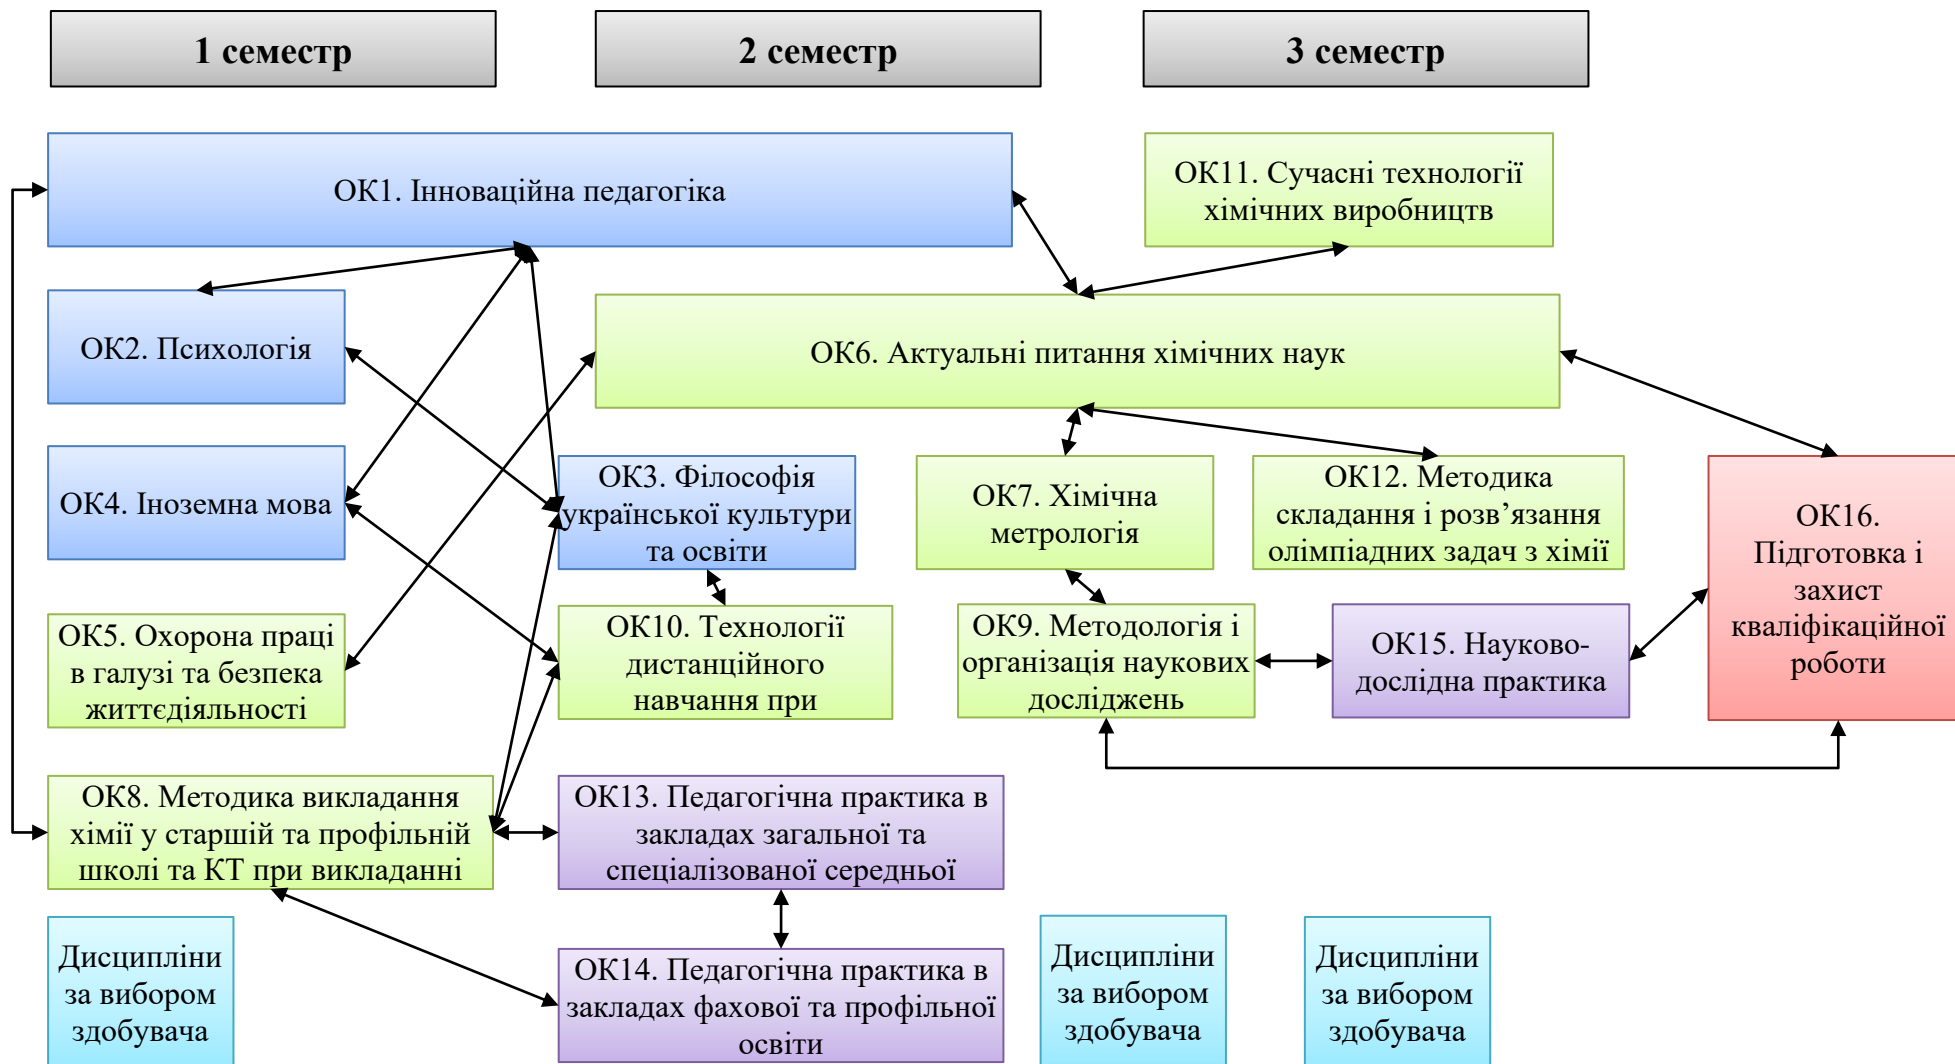 1 семестр
2 семестр
3 семестр
ОК1. Інноваційна педагогіка
ОК11. Сучасні технології
хімічних виробництв
ОК2. Психологія
ОК6. Актуальні питання хімічних наук
ОК4. Іноземна мова
ОК3. Філософія
української культури
та освіти
ОК7. Хімічна
метрологія
ОК12. Методика
складання і розв’язання
олімпіадних задач з хімії
ОК16.
Підготовка і
захист
кваліфікаційної
роботи
ОК5. Охорона праці
в галузі та безпека
життєдіяльності
ОК10. Технології
дистанційного
навчання при
ОК9. Методологія і
організація наукових
досліджень
ОК15. Науково-
дослідна практика
ОК8. Методика викладання
хімії у старшій та профільній
школі та КТ при викладанні
ОК13. Педагогічна практика в
закладах загальної та
спеціалізованої середньої
Дисципліни
за вибором
здобувача
ОК14. Педагогічна практика в
закладах фахової та профільної
освіти
Дисципліни
за вибором
здобувача
Дисципліни
за вибором
здобувача